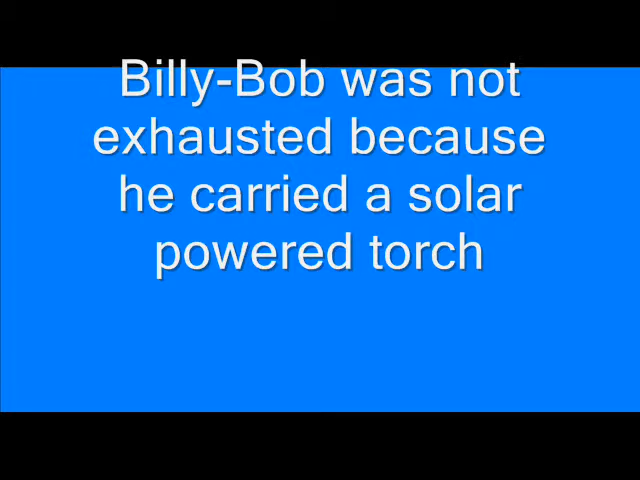 Billy-Bob was not
exhausted because
he carried a solar
powered torch